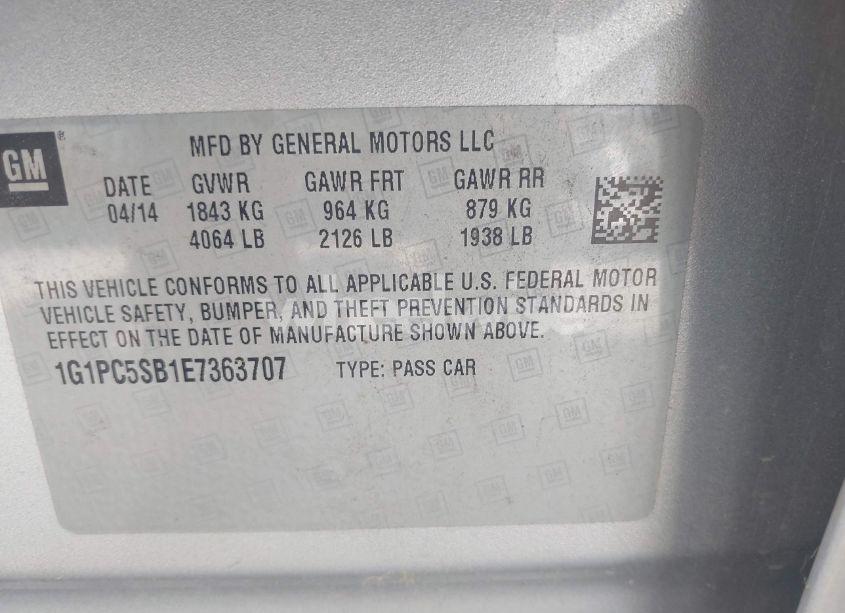 GM
MFD BY GENERAL MOTORS LLC
DATE GVWR GAWR FRT GAWR RR
04/14 1843 KG 964 KG 879 KG
4064 LB 2126 LB 1938 LB
THIS VEHICLE CONFORMS TO ALL APPLICABLE U.S. FEDERAL MOTOR
VEHICLE SAFETY, BUMPER, AND THEFT PREVENTION STANDARDS IN
EFFECT ON THE DATE OF MANUFACTURE SHOWN ABOVE.
1G1PC5SB1E7363707 TYPE: PASS CAR